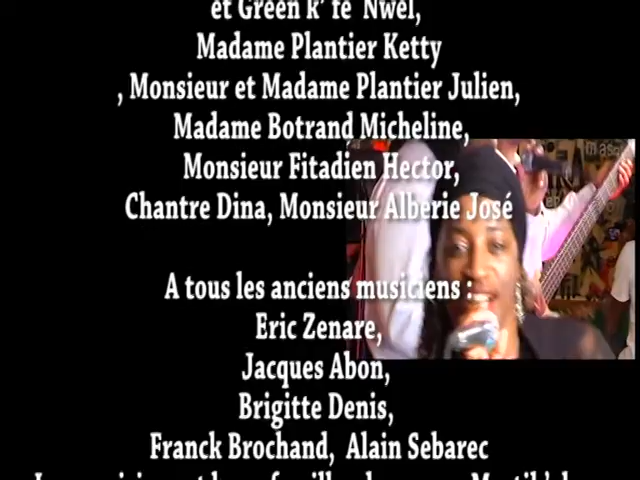 et Green k' fé Nwel,
Madame Plantier Ketty
, Monsieur et Madame Plantier Julien,
Madame Botrand Micheline,
Monsieur Fitadien Hector,
Chantre Dina, Monsieur Alberie José
A tous les anciens musiciens :
Eric Zenare,
Jacques Abon,
Brigitte Denis,
Franck Brochand, Alain Sebarec